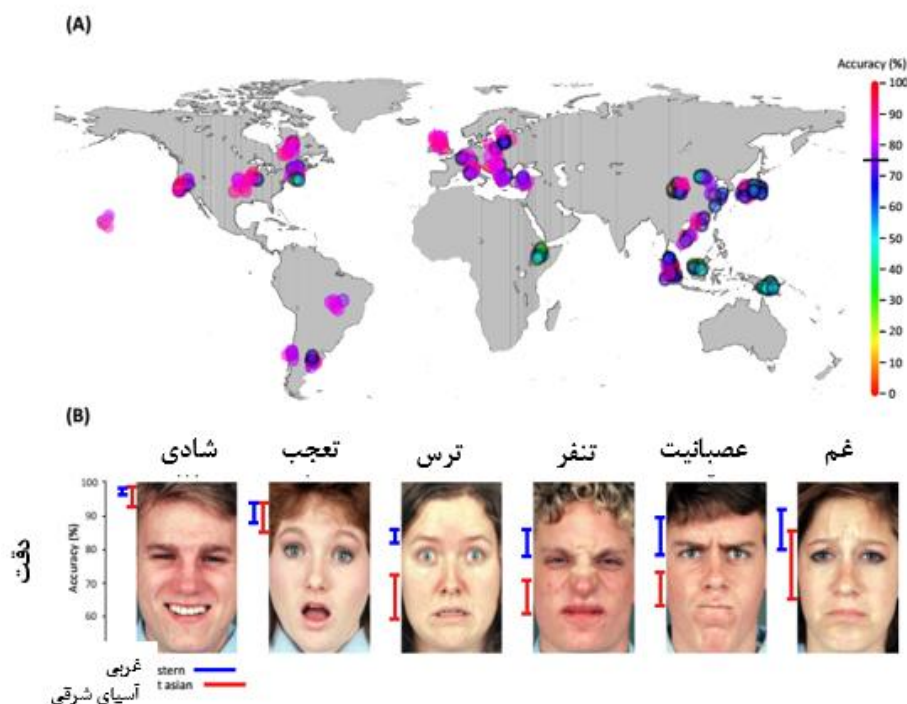 (A)
Accuracy (%)
100
90
80
70
60
50
40
30
20
10
0
(B)
شادی
تعجب
ترس
تنفر
عصبانیت
غم
دقت
Accuracy (%)
100
90
80
70
60
غربی
stern
آسیای شرقی
t asian